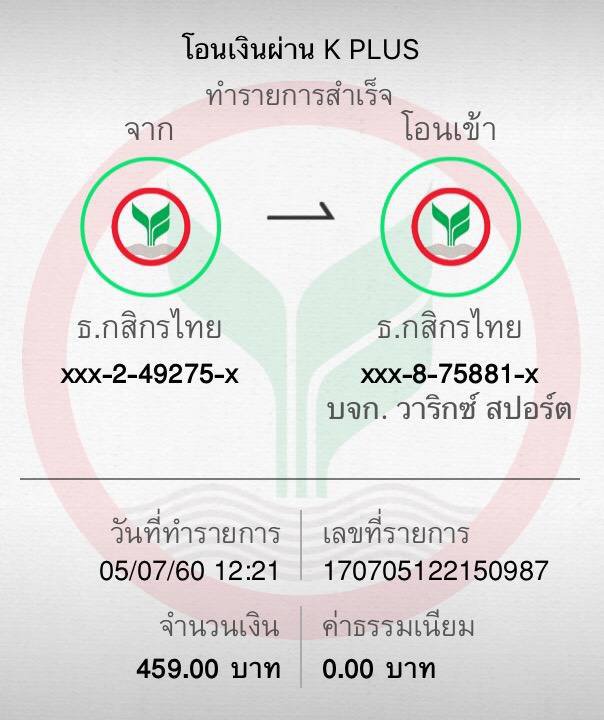 โอนเงินผ่าน K PLUS
ทำรายการสำเร็จ
จาก
โอนเข้า
ธ.กสิกรไทย
ธ.กสิกรไทย
xxx-2-49275-x
xxx-8-75881-x
บจก. วาริกซ์ สปอร์ต
วันที่ทำรายการ
เลขที่รายการ
05/07/60 12:21
170705122150987
จำนวนเงิน
ค่าธรรมเนียม
459.00 บาท
0.00 บาท